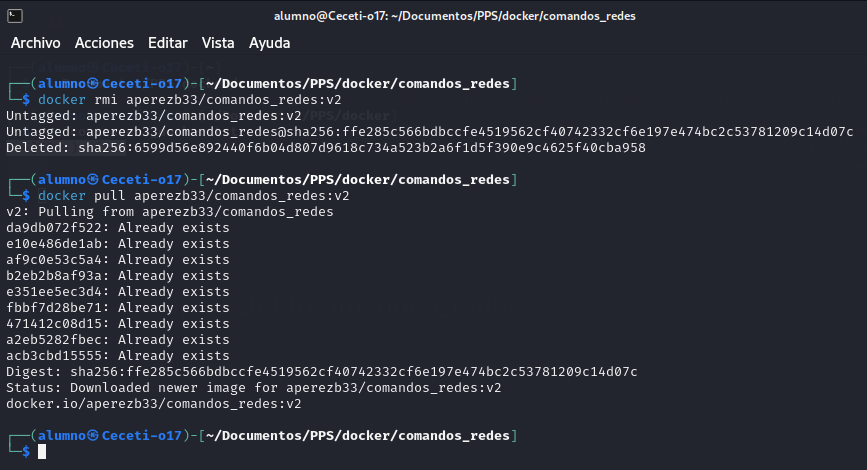 alumno@Ceceti-o17: ~/Documentos/PPS/docker/comandos_redes
Archivo Acciones Editar Vista Ayuda
┌──(alumno㉿Ceceti-o17)-[~/Documentos/PPS/docker/comandos_redes]
└─$ docker rmi aperezb33/comandos_redes:v2
Untagged: aperezb33/comandos_redes:v2
Untagged: aperezb33/comandos_redes@sha256:ffe285c566bdbccfe4519562cf40742332cf6e197e474bc2c53781209c14d07c
Deleted: sha256:6599d56e892440f6b04d807d9618c734a523b2a6f1d5f390e9c4625f40cba958
┌──(alumno㉿Ceceti-o17)-[~/Documentos/PPS/docker/comandos_redes]
└─$ docker pull aperezb33/comandos_redes:v2
v2: Pulling from aperezb33/comandos_redes
da9db072f522: Already exists
e10e486de1ab: Already exists
af9c0e53c5a4: Already exists
b2eb2b8af93a: Already exists
e351ee5ec3d4: Already exists
fbbf7d28be71: Already exists
471412c08d15: Already exists
a2eb5282fbec: Already exists
acb3cbd15555: Already exists
Digest: sha256:ffe285c566bdbccfe4519562cf40742332cf6e197e474bc2c53781209c14d07c
Status: Downloaded newer image for aperezb33/comandos_redes:v2
docker.io/aperezb33/comandos_redes:v2
┌──(alumno㉿Ceceti-o17)-[~/Documentos/PPS/docker/comandos_redes]
└─$